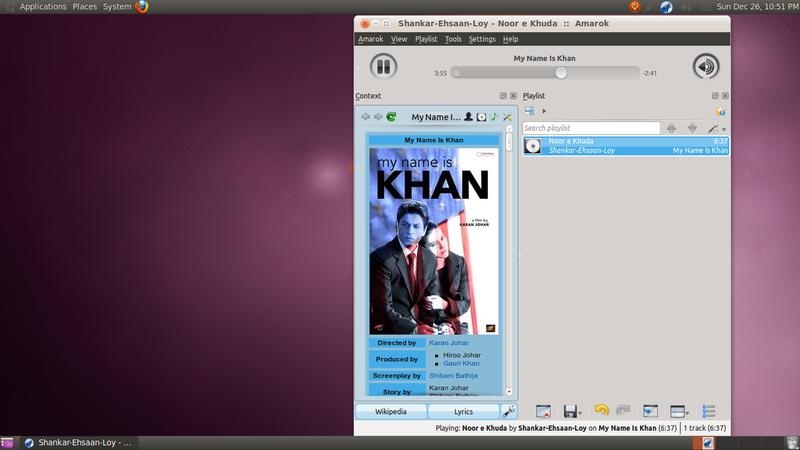 Applications Places System
Sun Dec 26, 10:51 PM
Shankar-Ehsaan-Loy - Noor e Khuda :: Amarok
Amarok View Playlist Tools Settings Help
My Name Is Khan
3:55
-2:41
Context
Playlist
My Name I...
Search playlist
Noor e Khuda 6:37
Shankar-Ehsaan-Loy My Name Is Khan
My Name Is Khan
my name is
KHAN
a film by
KARAN JOHAR
Directed by Karan Johar
Produced by
Hiroo Johar
Gauri Khan
Screenplay by Shibani Bathija
Story by
Karan Johar
Shibani Bathija
Wikipedia
Lyrics
Playing: Noor e Khuda by Shankar-Ehsaan-Loy on My Name Is Khan (6:37)
1 track (6:37)
Shankar-Ehsaan-Loy - ...